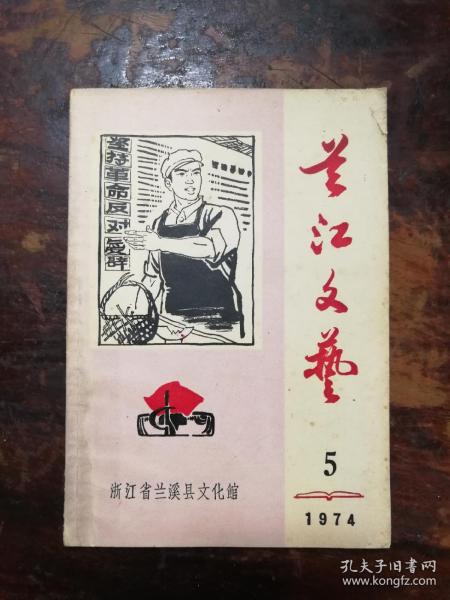 坚持革命反对复辟
兰江文藝
5
1974
浙江省兰溪县文化馆
孔夫子旧书网
www.kongfz.com